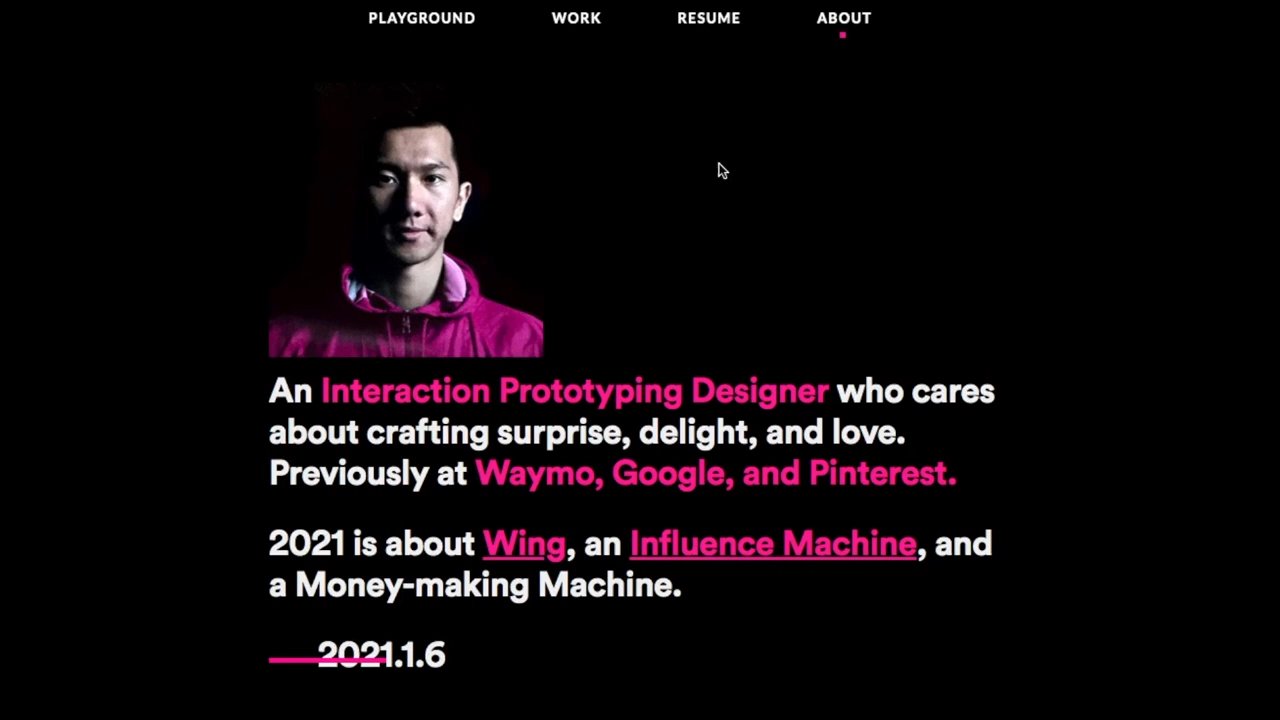 PLAYGROUND WORK RESUME ABOUT
An Interaction Prototyping Designer who cares
about crafting surprise, delight, and love.
Previously at Waymo, Google, and Pinterest.
2021 is about Wing, an Influence Machine, and
a Money-making Machine.
2021.1.6